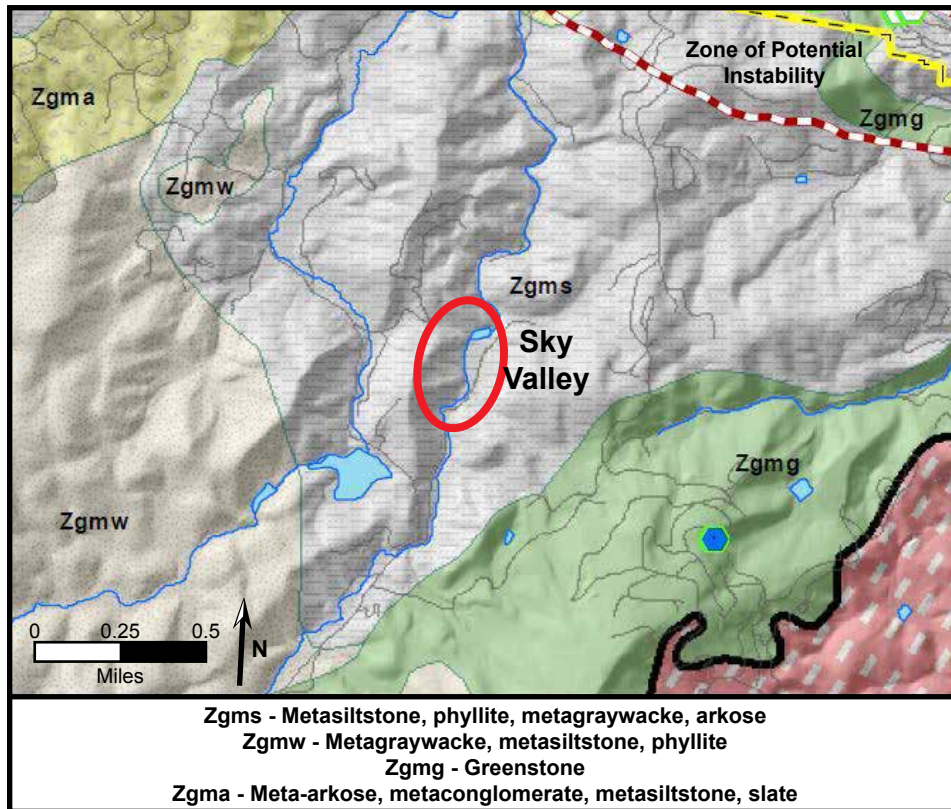 Zone of Potential
Instability
Zgma
Zgmg
Zgmw
Zgms
Sky
Valley
Zgmg
Zgmw
0 0.25 0.5
Miles
N
Zgms - Metasiltstone, phyllite, metagraywacke, arkose
Zgmw - Metagraywacke, metasiltstone, phyllite
Zgmg - Greenstone
Zgma - Meta-arkose, metaconglomerate, metasiltstone, slate